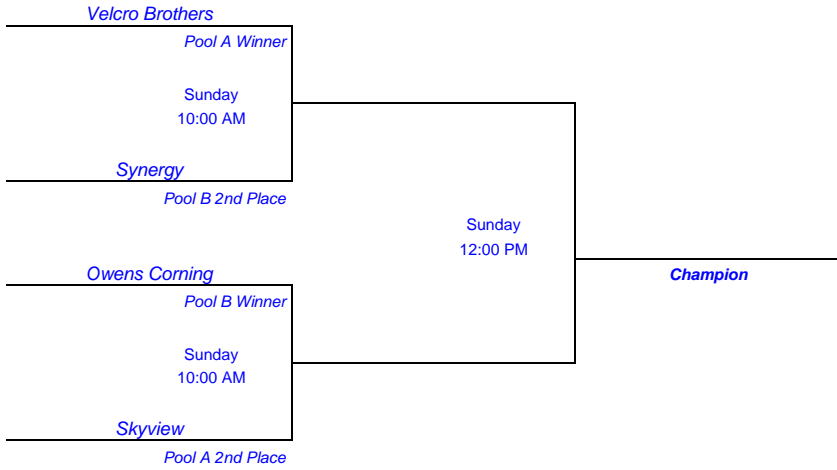 Velcro Brothers
Pool A Winner
Sunday
10:00 AM
Synergy
Pool B 2nd Place
Sunday
12:00 PM
Owens Corning
Champion
Pool B Winner
Sunday
10:00 AM
Skyview
Pool A 2nd Place